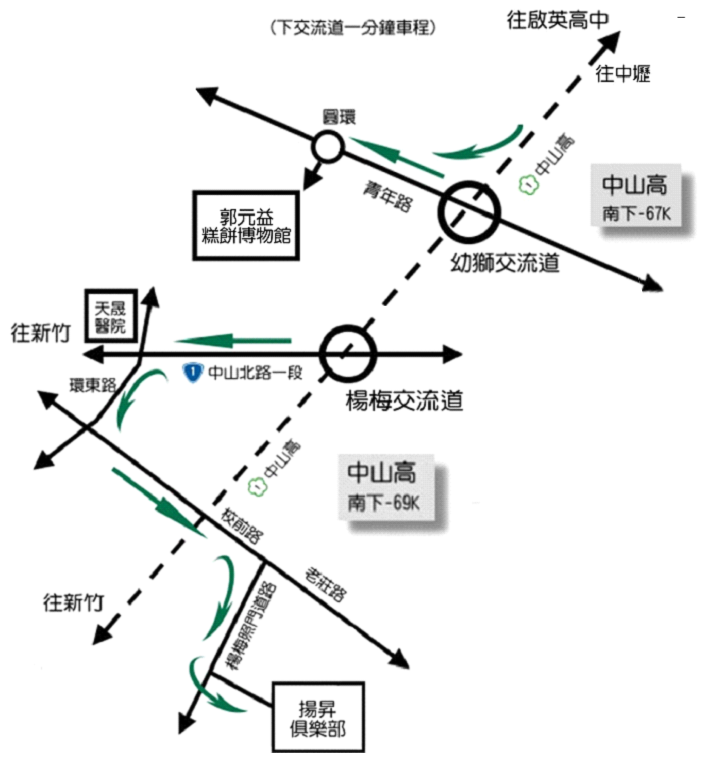 (下交流道一分鐘車程)
往啟英高中
往中壢
圓環
中山高
青年路
中山高
南下-67K
郭元益
糕餅博物館
幼獅交流道
天晟
醫院
往新竹
1
中山北路一段
環東路
楊梅交流道
中山高
中山高
南下-69K
校前路
老莊路
往新竹
楊梅照門道路
揚昇
俱樂部